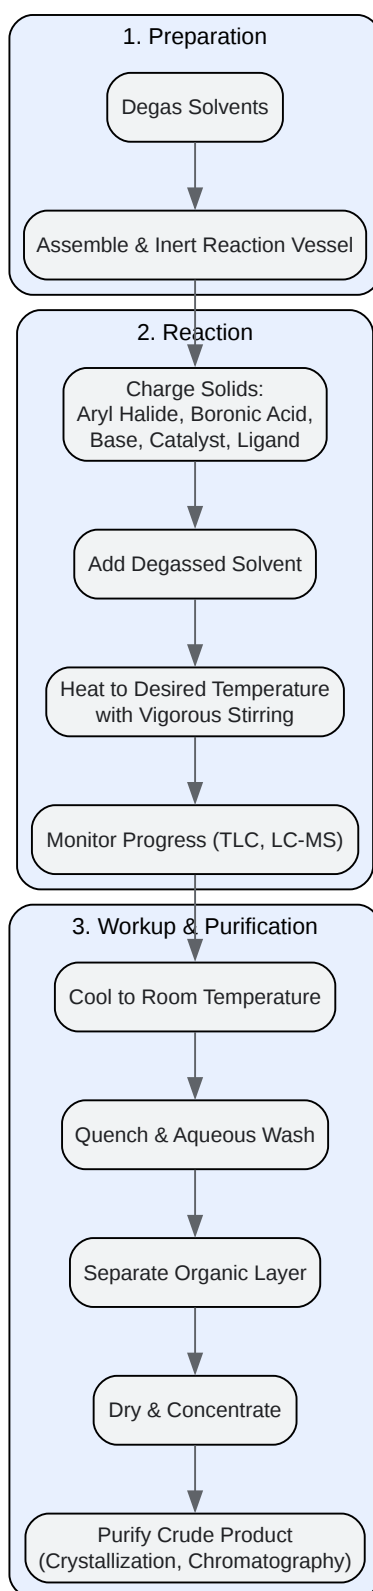 1. Preparation
Degas Solvents
Assemble & Inert Reaction Vessel
2. Reaction
Charge Solids:
Aryl Halide, Boronic Acid,
Base, Catalyst, Ligand
Add Degassed Solvent
Heat to Desired Temperature
with Vigorous Stirring
Monitor Progress (TLC, LC-MS)
3. Workup & Purification
Cool to Room Temperature
Quench & Aqueous Wash
Separate Organic Layer
Dry & Concentrate
Purify Crude Product
(Crystallization, Chromatography)